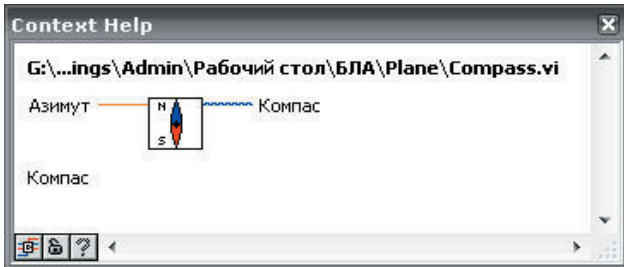 Context Help
G:\...ings\Admin\Рабочий стол\БЛА\Plane\Compass.vi
Азимут N Компас
S
Компас
?